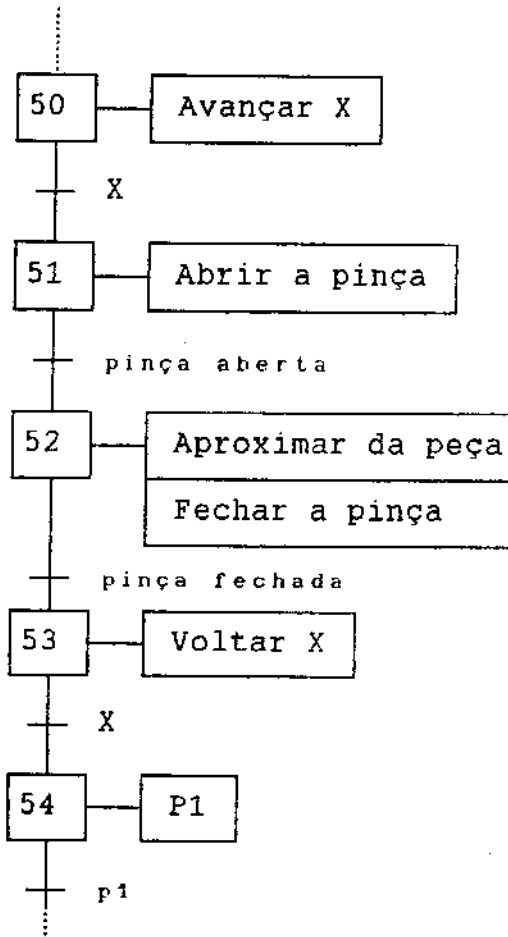 50
Avançar X
X
51
Abrir a pinça
pinça aberta
52
Aproximar da peça
Fechar a pinça
pinça fechada
53
Voltar X
X
54
P1
p1